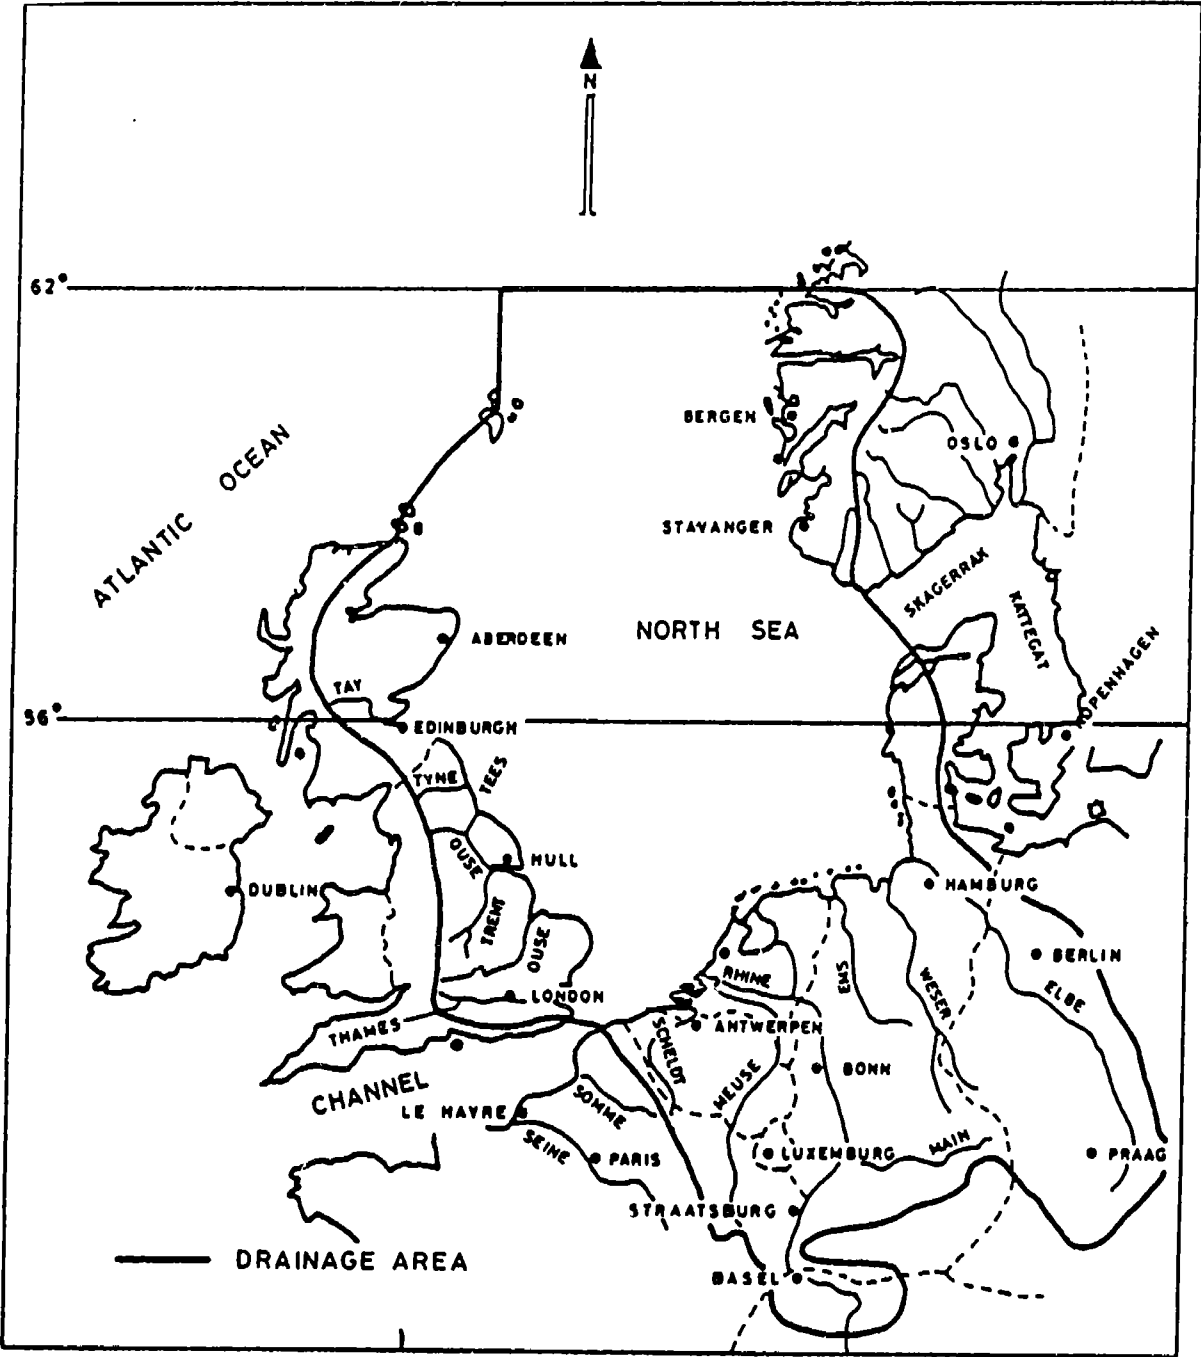 N
62°
BERGEN
OSLO
ATLANTIC OCEAN
STAVANGER
SKAGERRAK
KATTEGAT
NORTH SEA
ABERDEEN
KOPENHAGEN
TAY
56°
EDINBURGH
TYNE
TEES
OUSE
HULL
DUBLIN
HAMBURG
TRENT
OUSE
BERLIN
RHINE
EMS
WESER
ELBE
LONDON
THAMES
SCHELDT
ANTWERPEN
MEUSE
BONN
CHANNEL
SOMME
LE HAVRE
SEINE
PARIS
LUXEMBURG
MAIN
PRAAG
STRAATSBURG
DRAINAGE AREA
BASEL